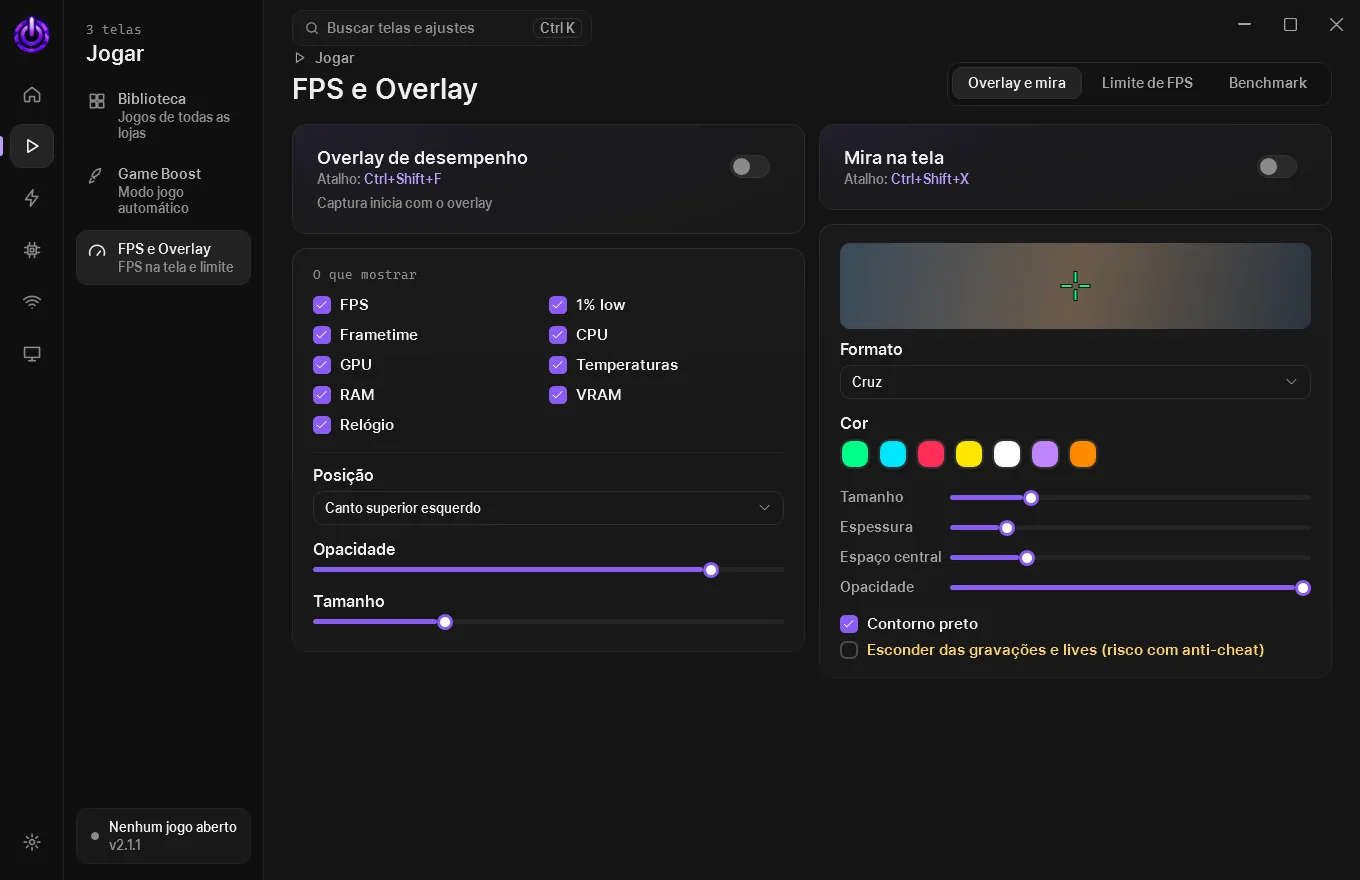 3 telas
Jogar
Biblioteca
Jogos de todas as
lojas
Game Boost
Modo jogo
automático
FPS e Overlay
FPS na tela e limite
Nenhum jogo aberto
v2.1.1
Buscar telas e ajustes
Ctrl K
Jogar
FPS e Overlay
Overlay e mira
Limite de FPS
Benchmark
Overlay de desempenho
Atalho: Ctrl+Shift+F
Captura inicia com o overlay
O que mostrar
FPS
1% low
Frametime
CPU
GPU
Temperaturas
RAM
VRAM
Relógio
Posição
Canto superior esquerdo
Opacidade
Tamanho
Mira na tela
Atalho: Ctrl+Shift+X
Formato
Cruz
Cor
Tamanho
Espessura
Espaço central
Opacidade
Contorno preto
Esconder das gravações e lives (risco com anti-cheat)